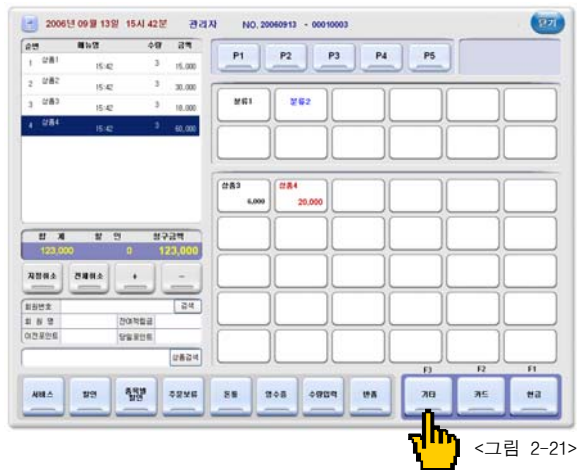 2006년 09월 13일 15시 42분 관리자 NO. 20060913 - 00010003 닫기
순번 메뉴명 수량 금액
1 상품1 15:42 3 15,000
2 상품2 15:42 3 30,000
3 상품3 15:42 3 18,000
4 상품4 15:42 3 60,000
합 계 할 인 청구금액
123,000 0 123,000
지정취소 전체취소 + -
회원번호 검색
회 원 명 잔여적립금
이전포인트 당일포인트
상품검색
P1 P2 P3 P4 P5
분류1 분류2
상품3 상품4
6,000 20,000
F3 F2 F1
서비스 할인 종목별할인 주문보류 돈통 영수증 수량입력 반품 기타 카드 현금
<그림 2-21>